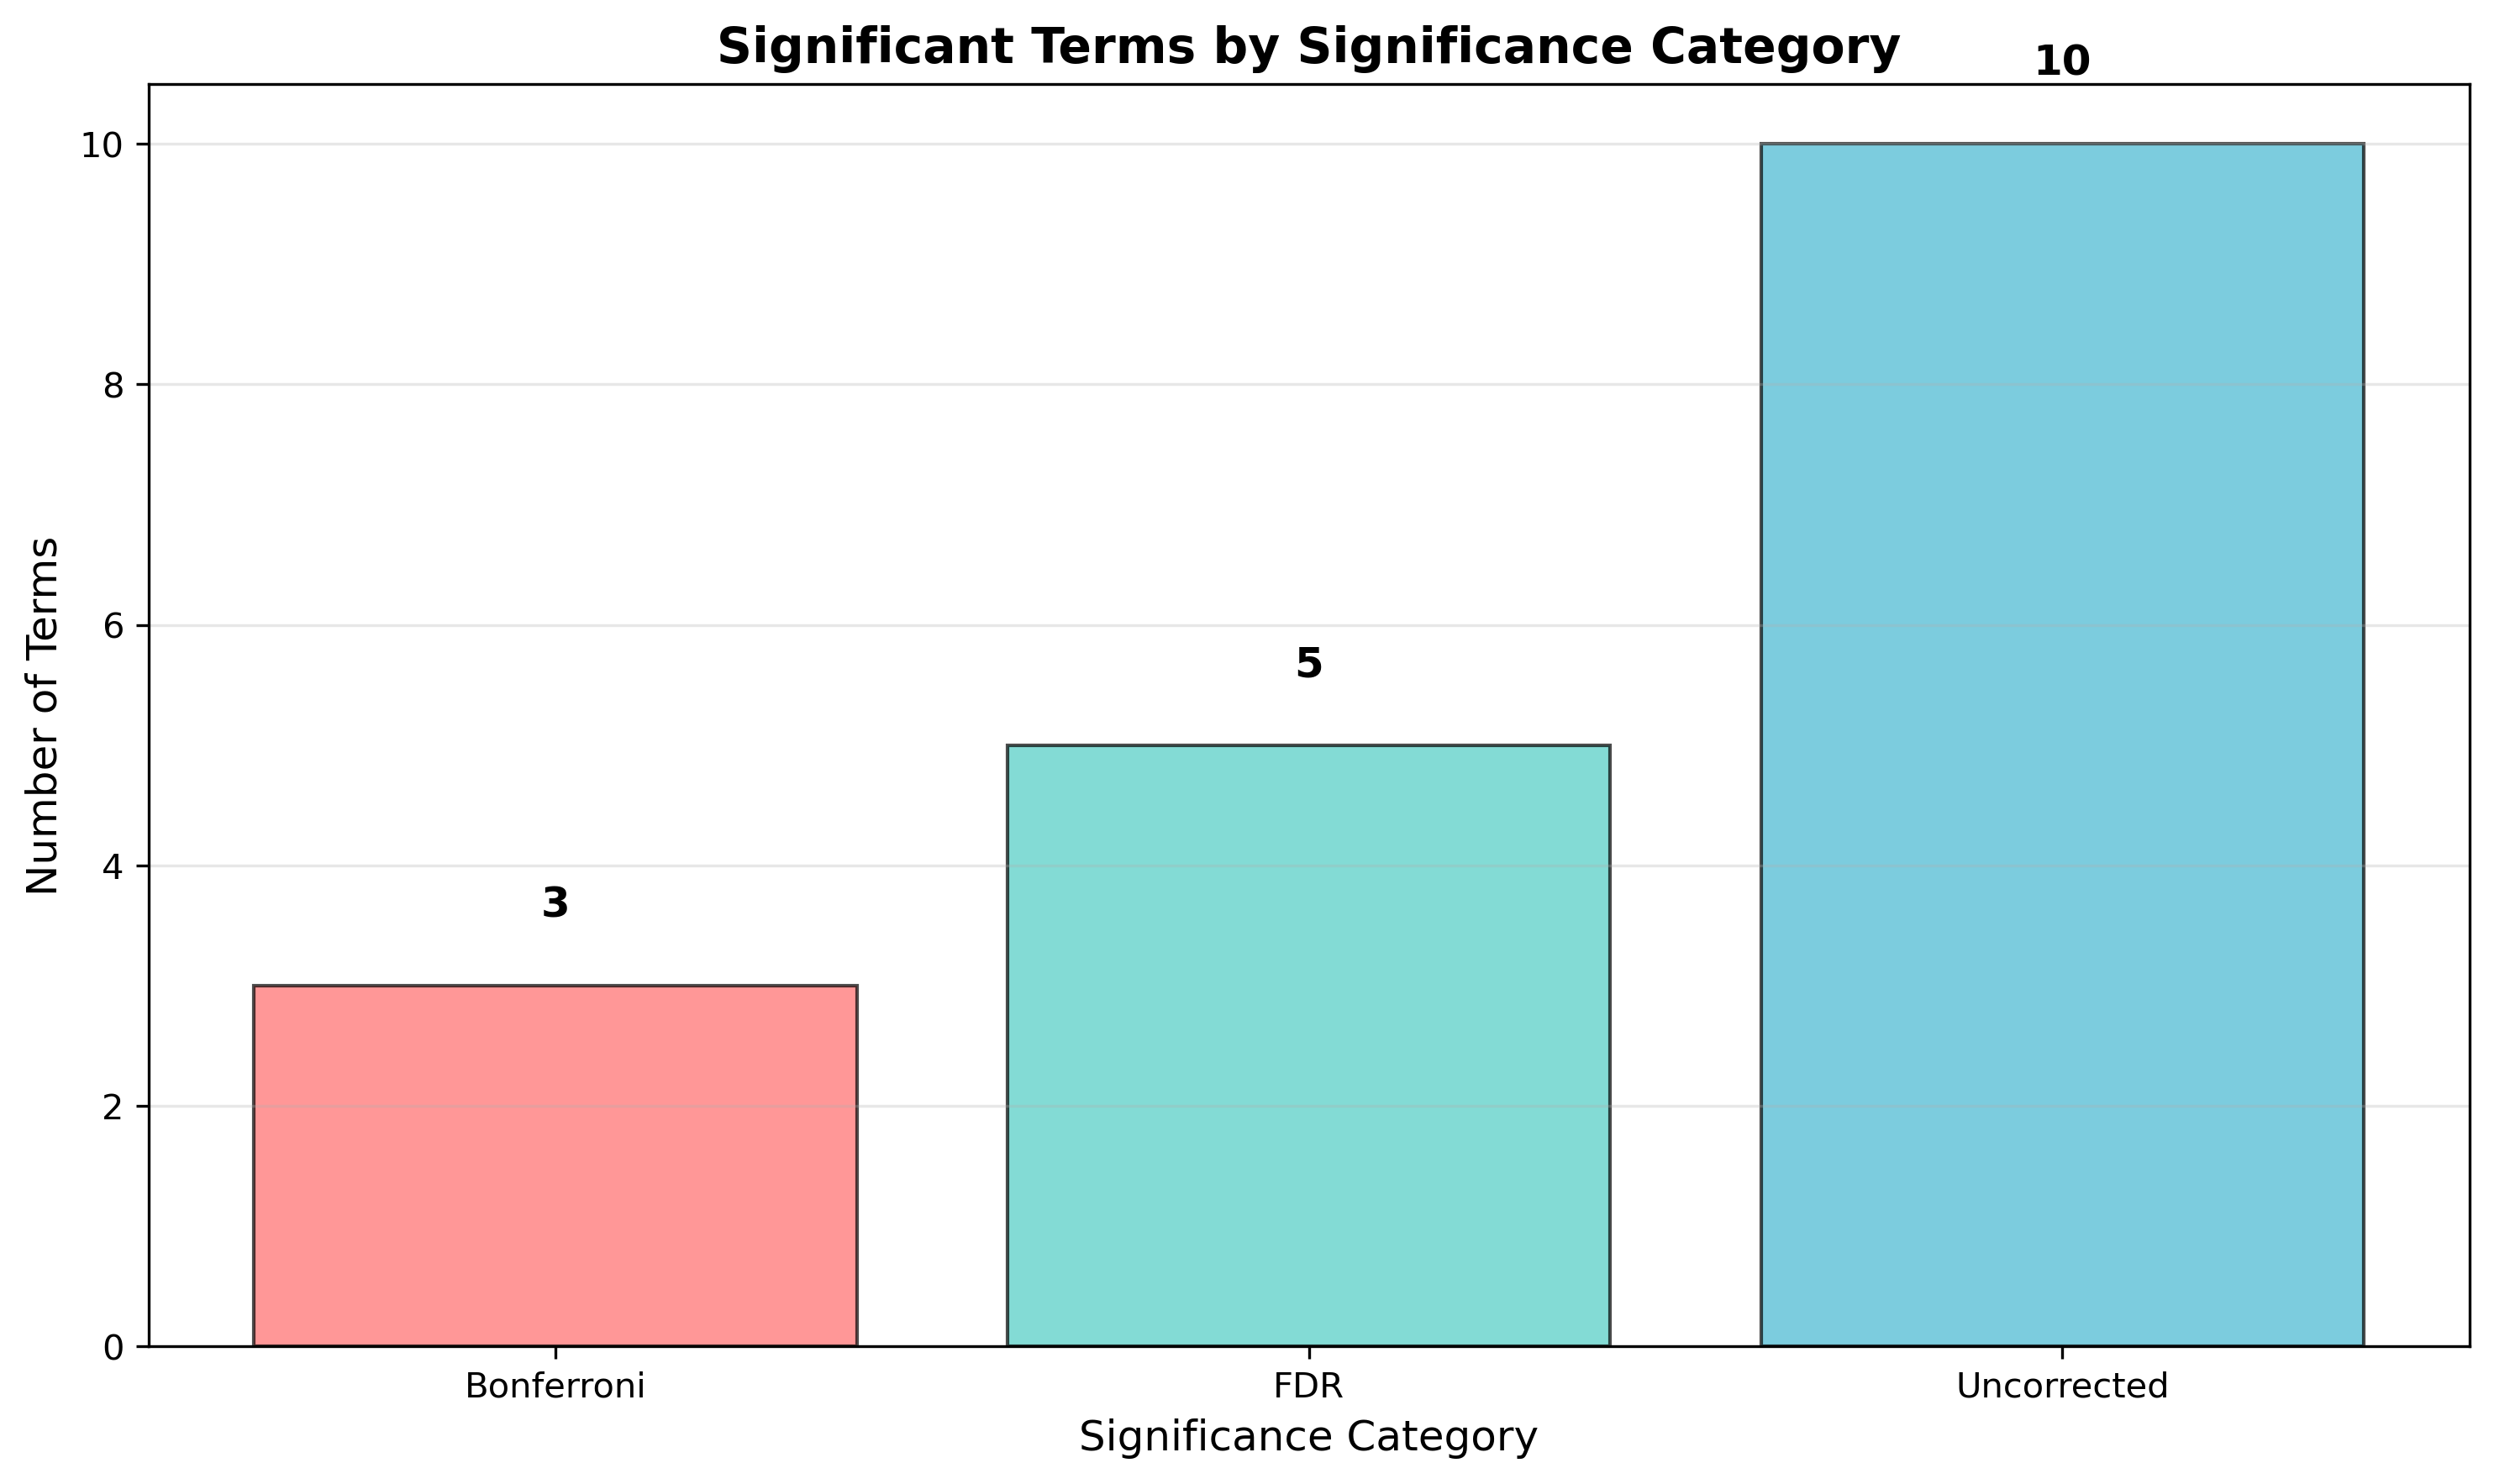 Significant Terms by Significance Category
10
10
8
6
4
2
0
Number of Terms
3
5
Bonferroni
FDR
Uncorrected
Significance Category